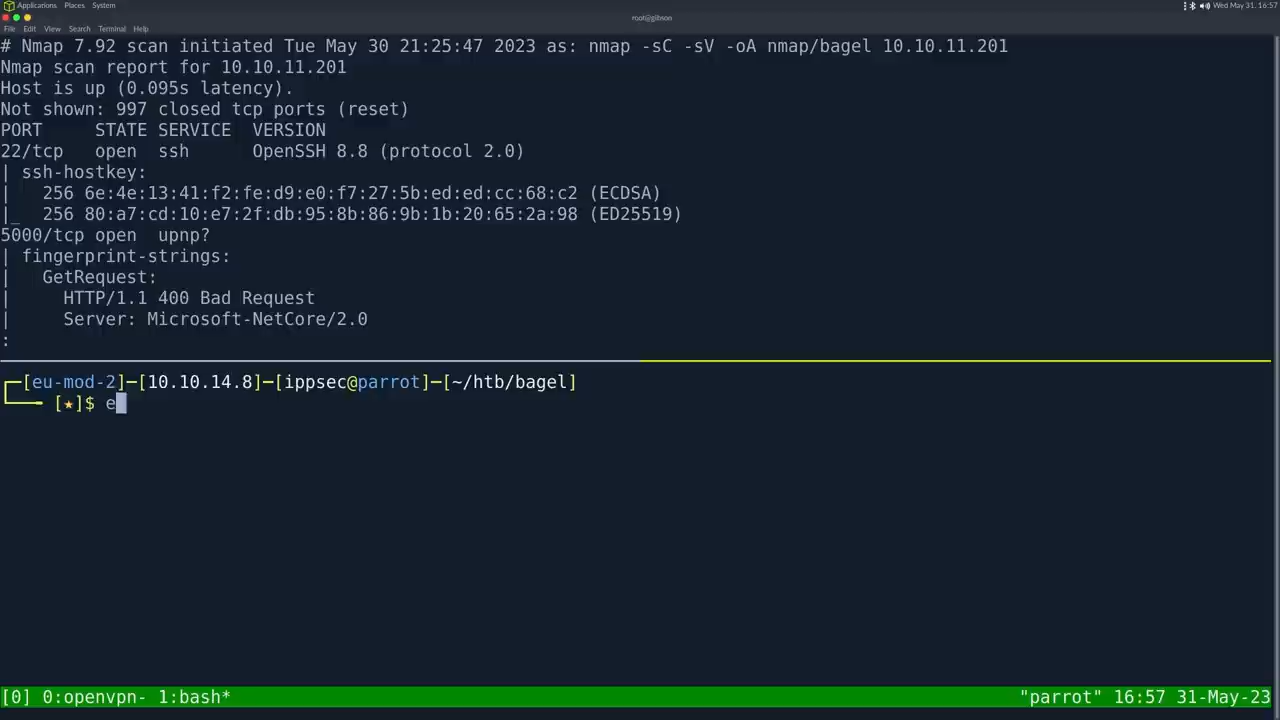 Applications Places System
Wed May 31, 16:57
root@gibson
File Edit View Search Terminal Help
# Nmap 7.92 scan initiated Tue May 30 21:25:47 2023 as: nmap -sC -sV -oA nmap/bagel 10.10.11.201
Nmap scan report for 10.10.11.201
Host is up (0.095s latency).
Not shown: 997 closed tcp ports (reset)
PORT     STATE SERVICE  VERSION
22/tcp   open  ssh      OpenSSH 8.8 (protocol 2.0)
| ssh-hostkey:
|   256 6e:4e:13:41:f2:fe:d9:e0:f7:27:5b:ed:ed:cc:68:c2 (ECDSA)
|_  256 80:a7:cd:10:e7:2f:db:95:8b:86:9b:1b:20:65:2a:98 (ED25519)
5000/tcp open  upnp?
| fingerprint-strings:
|   GetRequest:
|     HTTP/1.1 400 Bad Request
|     Server: Microsoft-NetCore/2.0
:
┌─[eu-mod-2]─[10.10.14.8]─[ippsec@parrot]─[~/htb/bagel]
└──╼ [★]$ e
[0] 0:openvpn- 1:bash* "parrot" 16:57 31-May-23